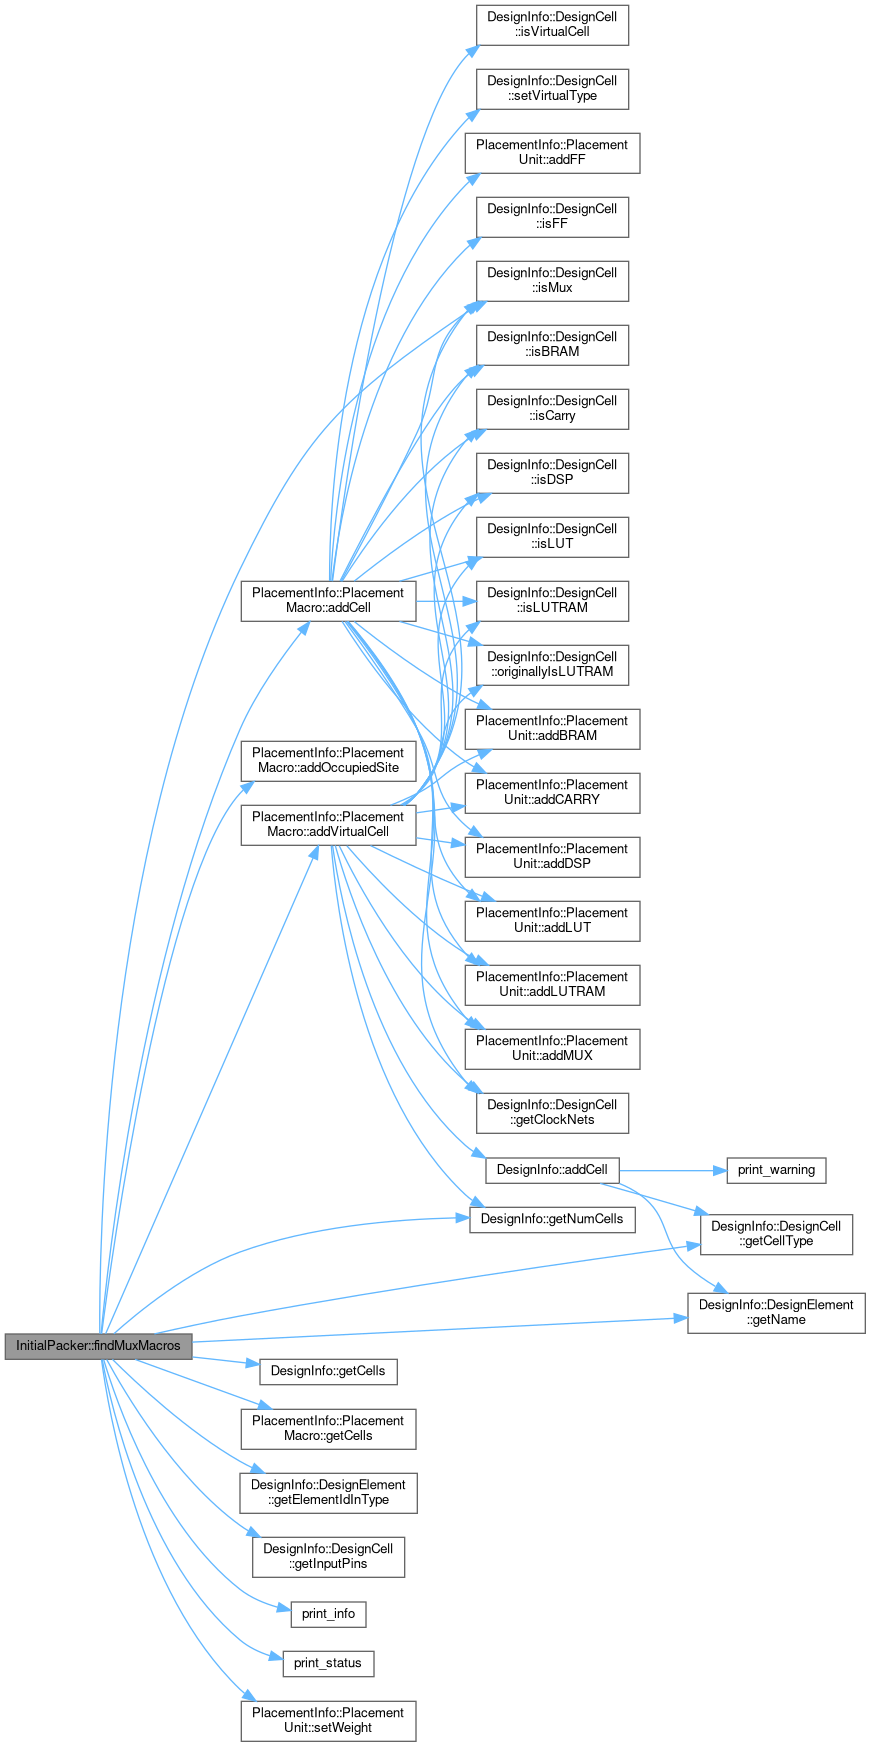 DesignInfo::DesignCell
::isVirtualCell
DesignInfo::DesignCell
::setVirtualType
PlacementInfo::Placement
Unit::addFF
DesignInfo::DesignCell
::isFF
DesignInfo::DesignCell
::isMux
DesignInfo::DesignCell
::isBRAM
DesignInfo::DesignCell
::isCarry
DesignInfo::DesignCell
::isDSP
DesignInfo::DesignCell
::isLUT
PlacementInfo::Placement
Macro::addCell
DesignInfo::DesignCell
::isLUTRAM
DesignInfo::DesignCell
::originallyIsLUTRAM
PlacementInfo::Placement
Unit::addBRAM
PlacementInfo::Placement
Macro::addOccupiedSite
PlacementInfo::Placement
Unit::addCARRY
PlacementInfo::Placement
Macro::addVirtualCell
PlacementInfo::Placement
Unit::addDSP
PlacementInfo::Placement
Unit::addLUT
PlacementInfo::Placement
Unit::addLUTRAM
PlacementInfo::Placement
Unit::addMUX
DesignInfo::DesignCell
::getClockNets
DesignInfo::addCell
print_warning
DesignInfo::getNumCells
DesignInfo::DesignCell
::getCellType
DesignInfo::DesignElement
::getName
InitialPacker::findMuxMacros
DesignInfo::getCells
PlacementInfo::Placement
Macro::getCells
DesignInfo::DesignElement
::getElementIdInType
DesignInfo::DesignCell
::getInputPins
print_info
print_status
PlacementInfo::Placement
Unit::setWeight